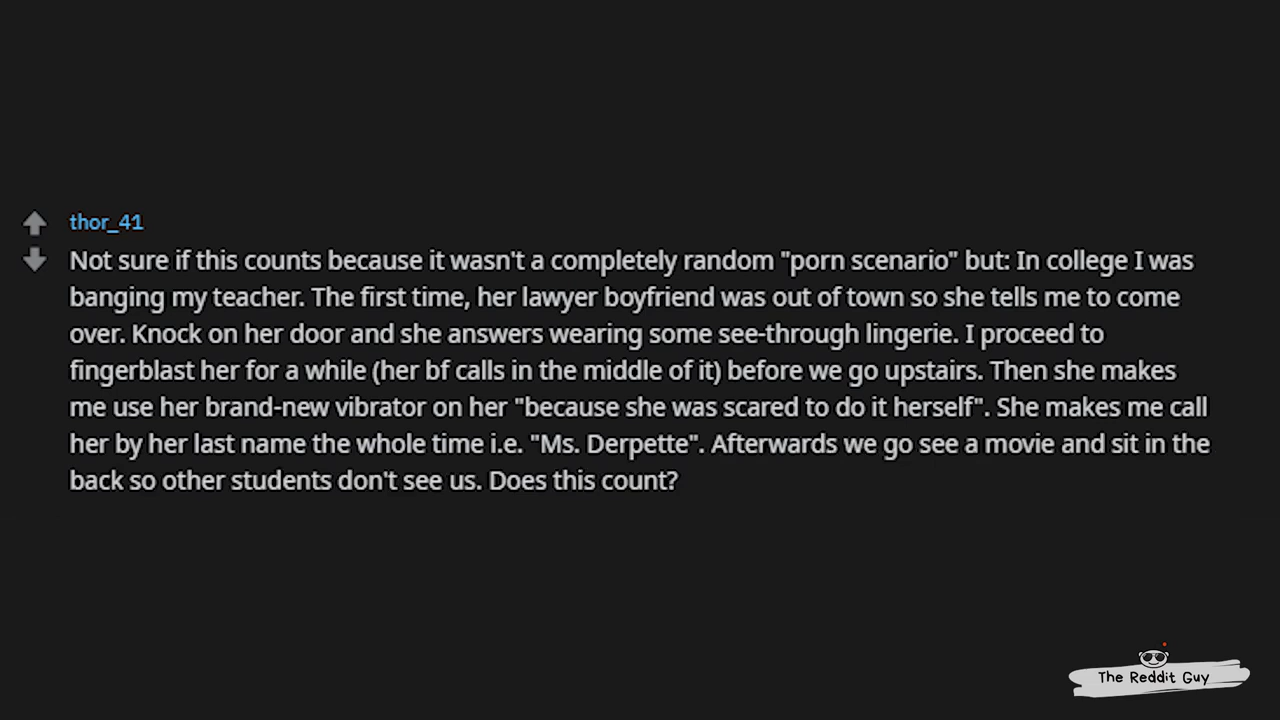 thor_41
Not sure if this counts because it wasn't a completely random "porn scenario" but: In college I was
banging my teacher. The first time, her lawyer boyfriend was out of town so she tells me to come
over. Knock on her door and she answers wearing some see-through lingerie. I proceed to
fingerblast her for a while (her bf calls in the middle of it) before we go upstairs. Then she makes
me use her brand-new vibrator on her "because she was scared to do it herself". She makes me call
her by her last name the whole time i.e. "Ms. Derpette". Afterwards we go see a movie and sit in the
back so other students don't see us. Does this count?
The Reddit Guy